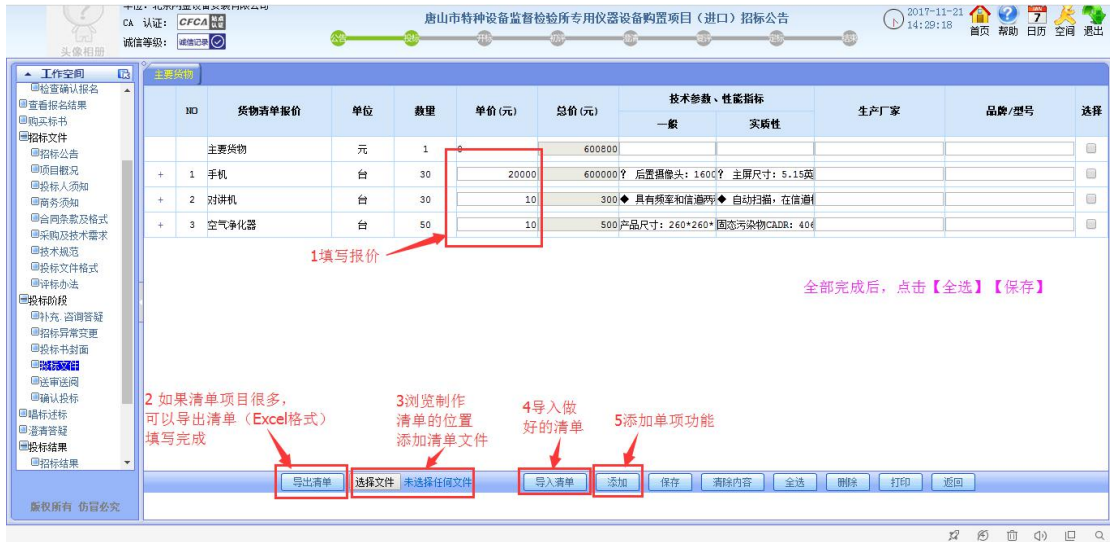 CA 认证: CFCA
诚信等级: 诚信记录
头像相册
唐山市特种设备监督检验所专用仪器设备购置项目(进口)招标公告
2017-11-21
14:29:18
首页 帮助 日历 空间 退出
7
公告 投标
工作空间
检查确认报名
查看报名结果
购买标书
招标文件
招标公告
项目概况
投标人须知
商务须知
合同条款及格式
采购及技术需求
技术规范
投标文件格式
评标办法
投标阶段
补充.咨询答疑
招标异常变更
投标书封面
投标文件
送审送阅
确认投标
唱标述标
澄清答疑
投标结果
招标结果
版权所有 仿冒必究
主要货物
NO 货物清单报价 单位 数量 单价(元) 总价(元) 技术参数、性能指标 生产厂家 品牌/型号 选择
一般 实质性
主要货物 元 1 0 600800
+ 1 手机 台 30 20000 600000 ? 后置摄像头: 1600 ? 主屏尺寸: 5.15英
+ 2 对讲机 台 30 10 300 ◆ 具有频率和信道两 ◆ 自动扫描,在信道
+ 3 空气净化器 台 50 10 500 产品尺寸: 260*260* 固态污染物CADR: 406
1填写报价
全部完成后,点击【全选】【保存】
2 如果清单项目很多,
可以导出清单(Excel格式)
填写完成
3浏览制作
清单的位置
添加清单文件
4导入做
好的清单
5添加单项功能
导出清单 选择文件 未选择任何文件 导入清单 添加 保存 清除内容 全选 删除 打印 返回